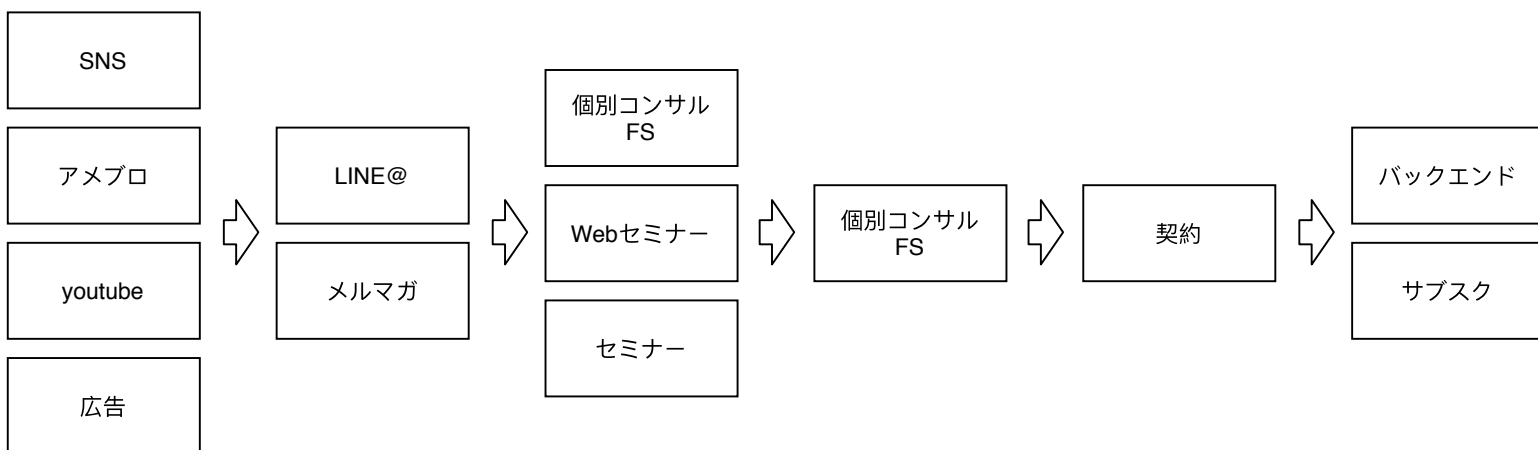 SNS
アメブロ
youtube
広告
LINE@
メルマガ
個別コンサル
FS
Webセミナー
セミナー
個別コンサル
FS
契約
バックエンド
サブスク